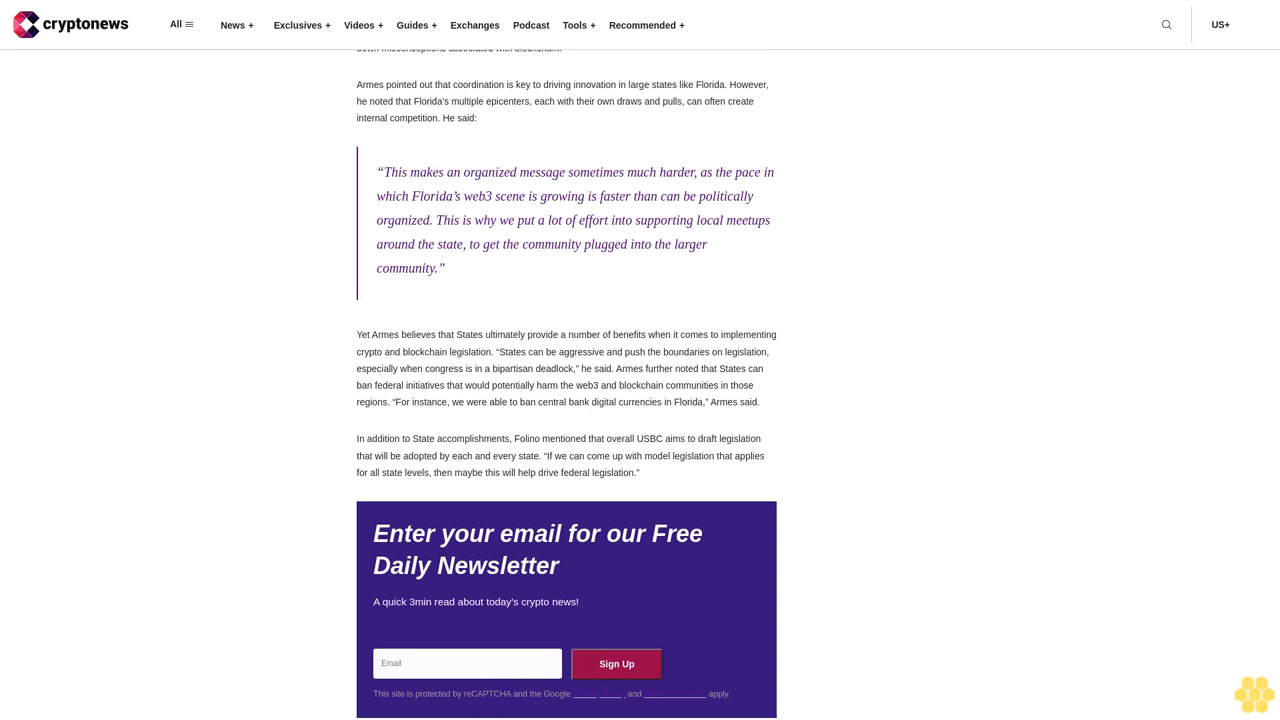 cryptonews
All
News +
Exclusives +
Videos +
Guides +
Exchanges
Podcast
Tools +
Recommended +
US+
Armes pointed out that coordination is key to driving innovation in large states like Florida. However,
he noted that Florida’s multiple epicenters, each with their own draws and pulls, can often create
internal competition. He said:
“This makes an organized message sometimes much harder, as the pace in
which Florida’s web3 scene is growing is faster than can be politically
organized. This is why we put a lot of effort into supporting local meetups
around the state, to get the community plugged into the larger
community.”
Yet Armes believes that States ultimately provide a number of benefits when it comes to implementing
crypto and blockchain legislation. “States can be aggressive and push the boundaries on legislation,
especially when congress is in a bipartisan deadlock,” he said. Armes further noted that States can
ban federal initiatives that would potentially harm the web3 and blockchain communities in those
regions. “For instance, we were able to ban central bank digital currencies in Florida,” Armes said.
In addition to State accomplishments, Folino mentioned that overall USBC aims to draft legislation
that will be adopted by each and every state. “If we can come up with model legislation that applies
for all state levels, then maybe this will help drive federal legislation.”
Enter your email for our Free
Daily Newsletter
A quick 3min read about today's crypto news!
Email
Sign Up
This site is protected by reCAPTCHA and the Google and apply.